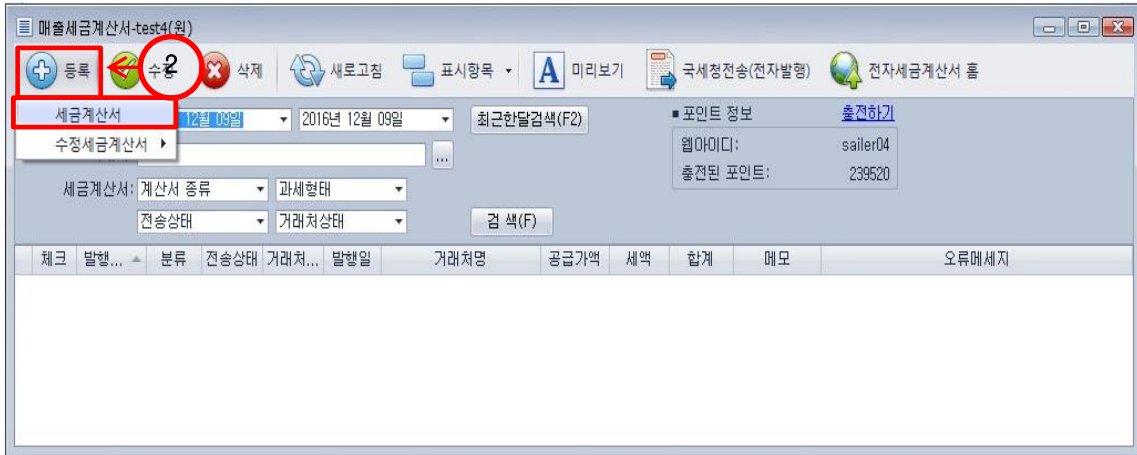 매출세금계산서-test4(원)
등록 2 수정 삭제 새로고침 표시항목 A 미리보기 국세청전송(전자발행) 전자세금계산서 홈
세금계산서 12월 09일 2016년 12월 09일 최근한달검색(F2) ■ 포인트 정보 충전하기
수정세금계산서 ... 웹아이디: sailer04
충전된 포인트: 239520
세금계산서: 계산서 종류 과세형태
전송상태 거래처상태 검 색(F)
체크 발행... 분류 전송상태 거래처... 발행일 거래처명 공급가액 세액 합계 메모 오류메세지